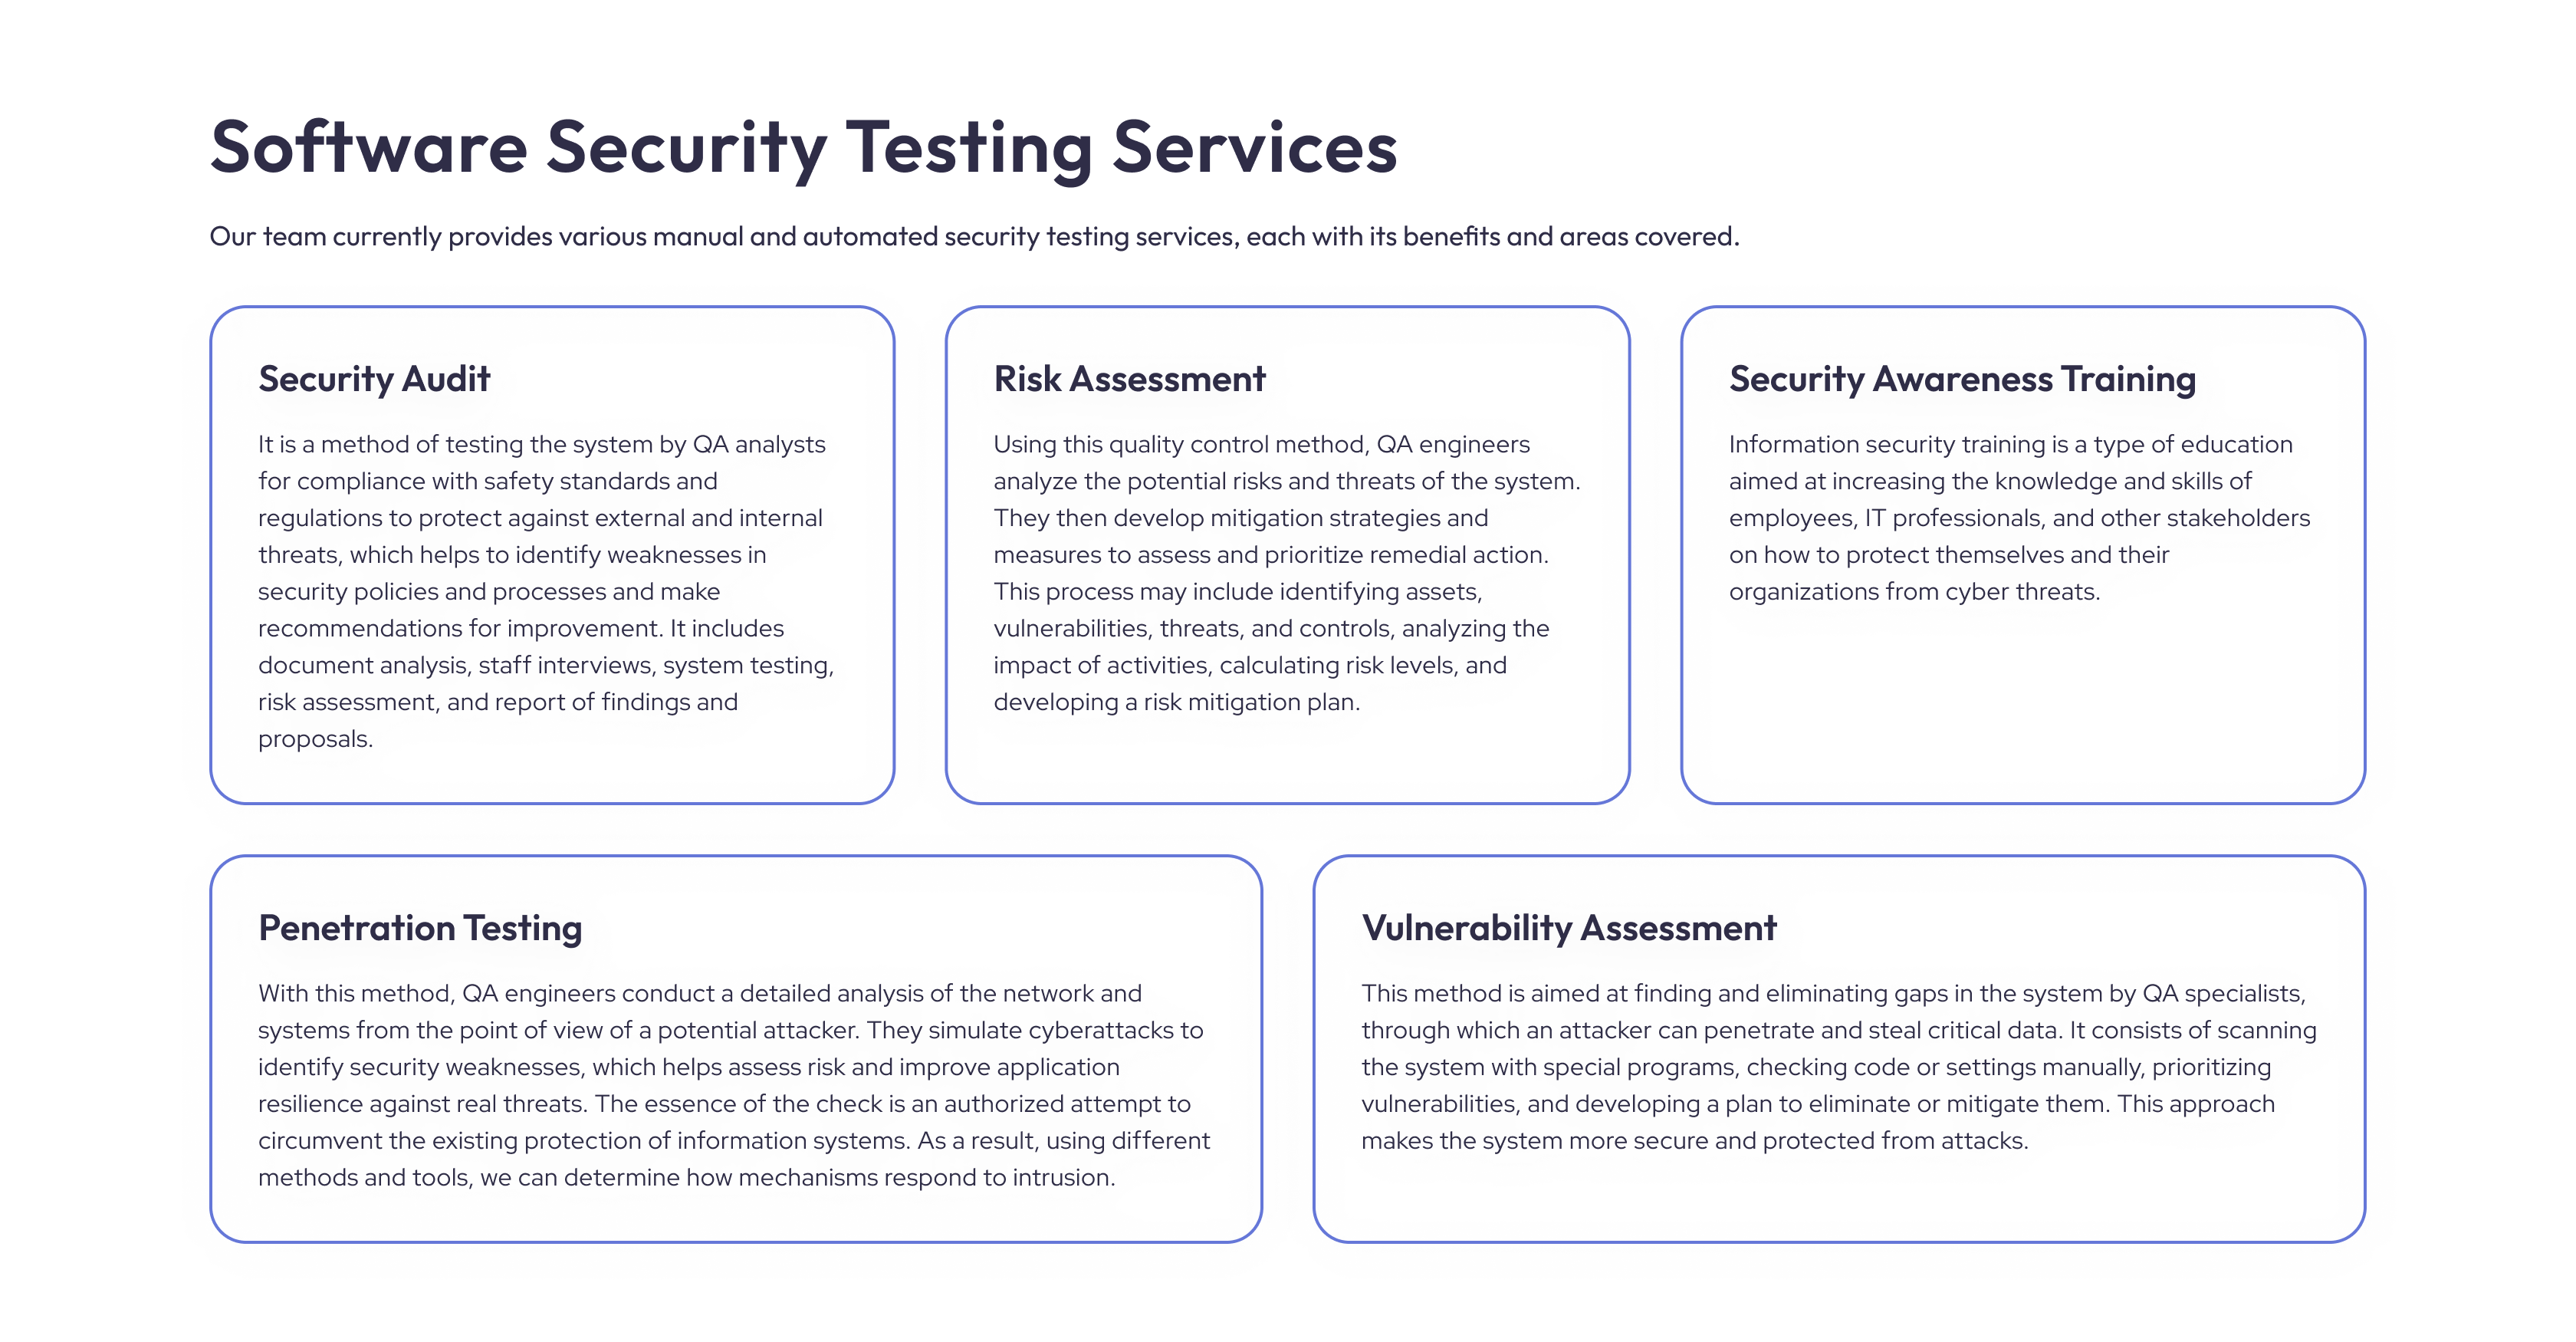 Software Security Testing Services
Our team currently provides various manual and automated security testing services, each with its benefits and areas covered.
Security Audit
It is a method of testing the system by QA analysts
for compliance with safety standards and
regulations to protect against external and internal
threats, which helps to identify weaknesses in
security policies and processes and make
recommendations for improvement. It includes
document analysis, staff interviews, system testing,
risk assessment, and report of findings and
proposals.
Risk Assessment
Using this quality control method, QA engineers
analyze the potential risks and threats of the system.
They then develop mitigation strategies and
measures to assess and prioritize remedial action.
This process may include identifying assets,
vulnerabilities, threats, and controls, analyzing the
impact of activities, calculating risk levels, and
developing a risk mitigation plan.
Security Awareness Training
Information security training is a type of education
aimed at increasing the knowledge and skills of
employees, IT professionals, and other stakeholders
on how to protect themselves and their
organizations from cyber threats.
Penetration Testing
With this method, QA engineers conduct a detailed analysis of the network and
systems from the point of view of a potential attacker. They simulate cyberattacks to
identify security weaknesses, which helps assess risk and improve application
resilience against real threats. The essence of the check is an authorized attempt to
circumvent the existing protection of information systems. As a result, using different
methods and tools, we can determine how mechanisms respond to intrusion.
Vulnerability Assessment
This method is aimed at finding and eliminating gaps in the system by QA specialists,
through which an attacker can penetrate and steal critical data. It consists of scanning
the system with special programs, checking code or settings manually, prioritizing
vulnerabilities, and developing a plan to eliminate or mitigate them. This approach
makes the system more secure and protected from attacks.